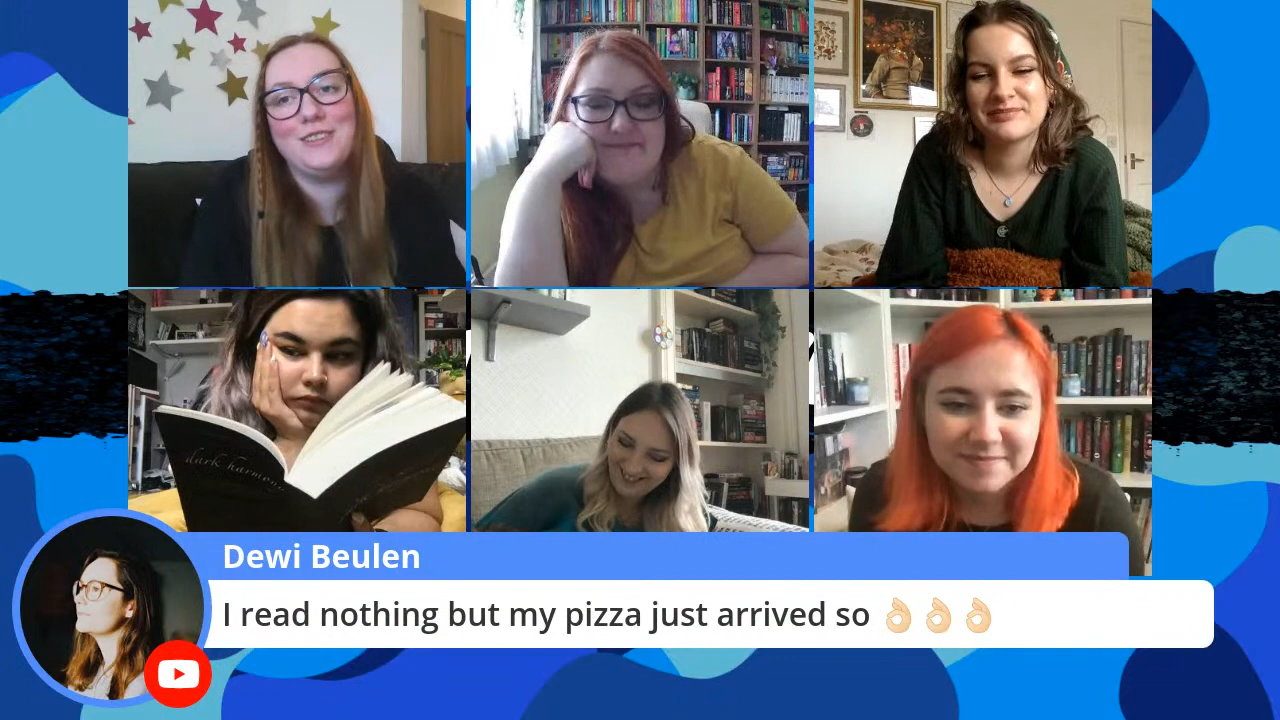 dark harmony
Dewi Beulen
I read nothing but my pizza just arrived so 👌🏻👌🏻👌🏻